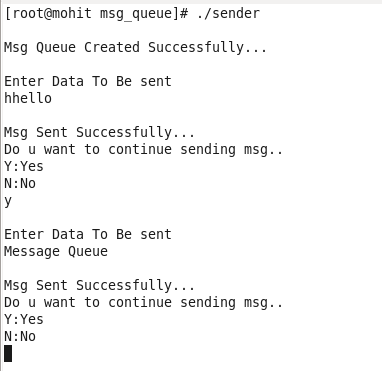 [root@mohit msg_queue]# ./sender
Msg Queue Created Successfully...
Enter Data To Be sent
hhello
Msg Sent Successfully...
Do u want to continue sending msg..
Y:Yes
N:No
y
Enter Data To Be sent
Message Queue
Msg Sent Successfully...
Do u want to continue sending msg..
Y:Yes
N:No